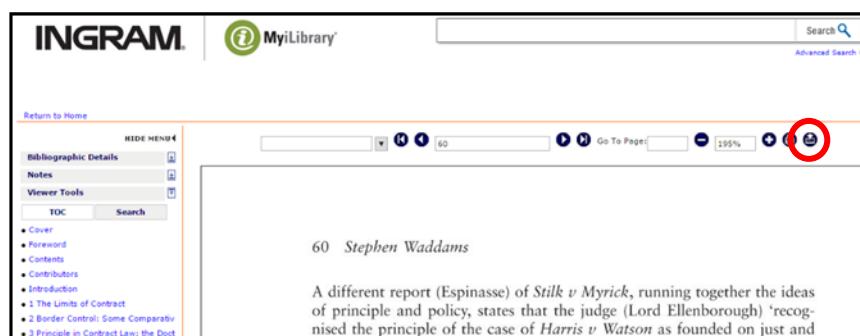 INGRAM.
MyiLibrary
Search
Advanced Search
Return to Home
HIDE MENU
60
Go To Page:
195%
Bibliographic Details
Notes
Viewer Tools
TOC Search
Cover
Foreword
Contents
Contributors
Introduction
1 The Limits of Contract
2 Border Control: Some Comparativ
3 Principle in Contract Law: the Doct
60 Stephen Waddams
A different report (Espinasse) of Stilk v Myrick, running together the ideas
of principle and policy, states that the judge (Lord Ellenborough) ‘recog-
nised the principle of the case of Harris v Watson as founded on just and